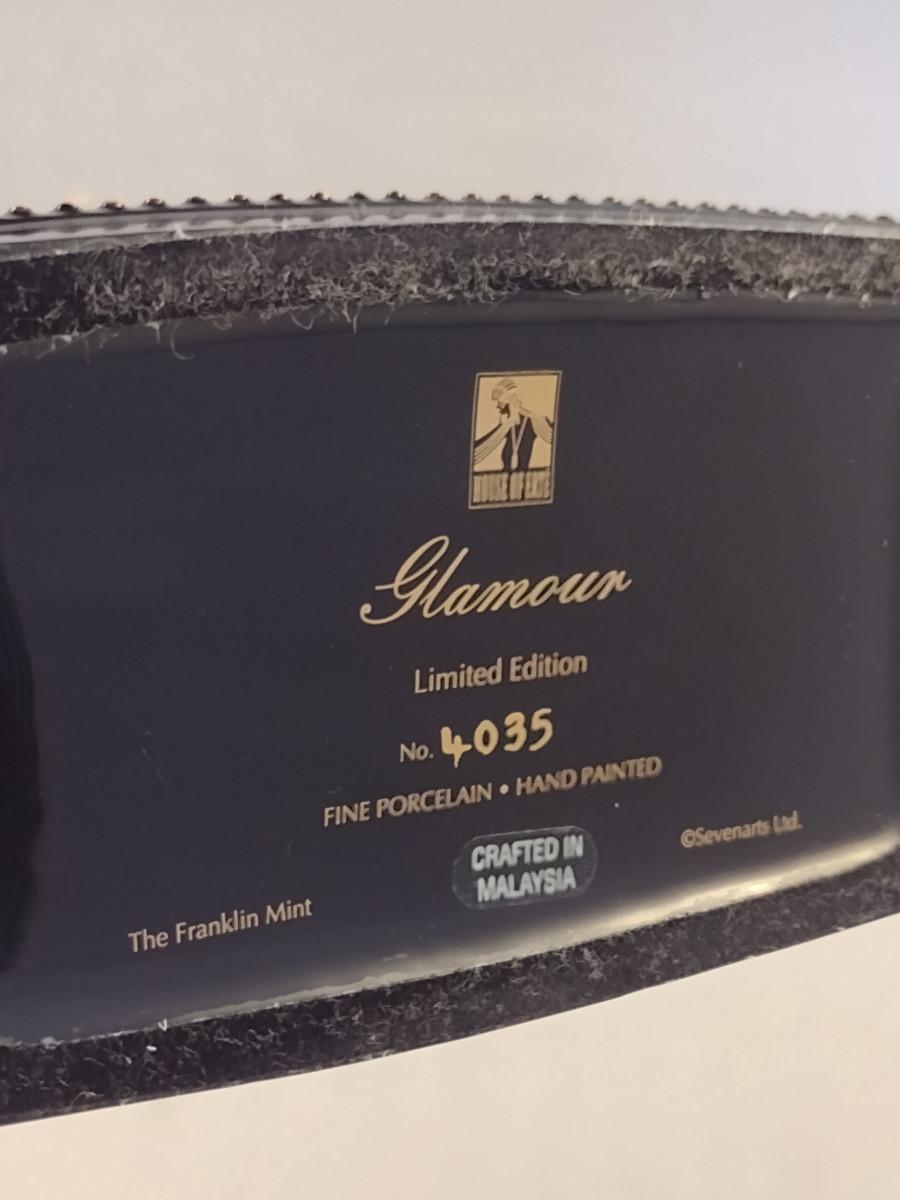 HOUSE OF ERTÉ
Glamour
Limited Edition
No. 4035
FINE PORCELAIN • HAND PAINTED
CRAFTED IN
MALAYSIA
©Sevenarts Ltd.
The Franklin Mint